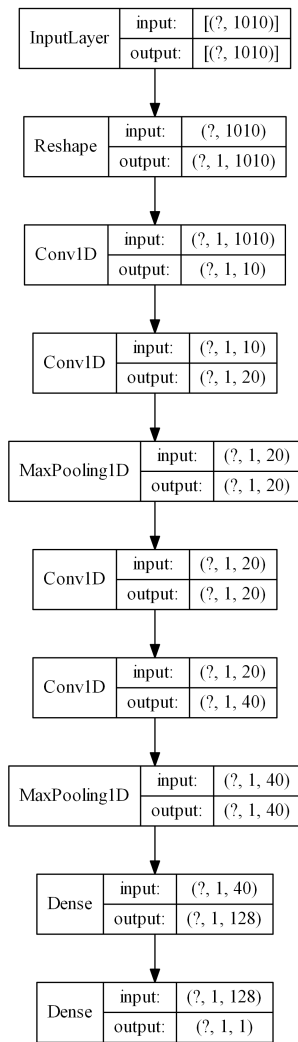 InputLayer
input: [(?, 1010)]
output: [(?, 1010)]
Reshape
input: (?, 1010)
output: (?, 1, 1010)
Conv1D
input: (?, 1, 1010)
output: (?, 1, 10)
Conv1D
input: (?, 1, 10)
output: (?, 1, 20)
MaxPooling1D
input: (?, 1, 20)
output: (?, 1, 20)
Conv1D
input: (?, 1, 20)
output: (?, 1, 20)
Conv1D
input: (?, 1, 20)
output: (?, 1, 40)
MaxPooling1D
input: (?, 1, 40)
output: (?, 1, 40)
Dense
input: (?, 1, 40)
output: (?, 1, 128)
Dense
input: (?, 1, 128)
output: (?, 1, 1)